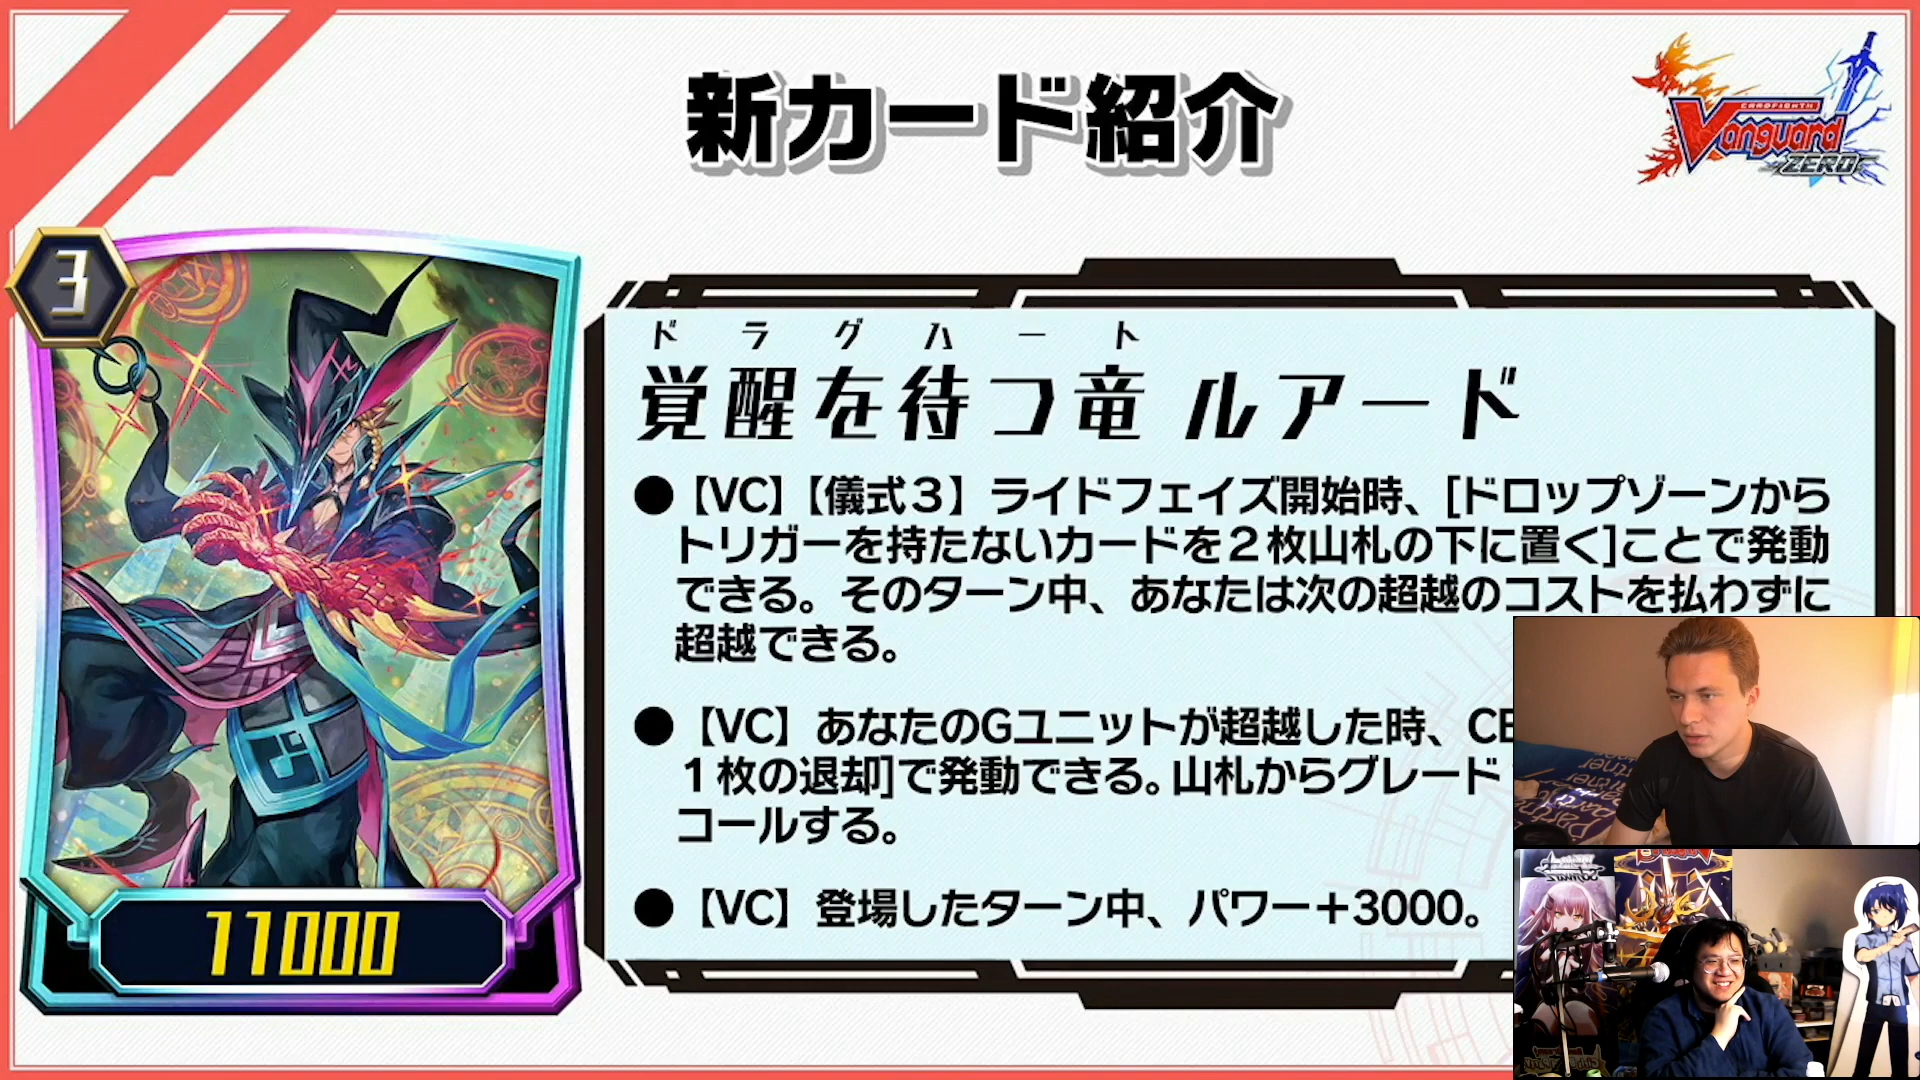 新カード紹介
CARDFIGHT!!
Vanguard
ZERO
3
11000
ドラグハート
覚醒を待つ竜 ルアード
●【VC】【儀式3】ライドフェイズ開始時、[ドロップゾーンから
トリガーを持たないカードを2枚山札の下に置く]ことで発動
できる。そのターン中、あなたは次の超越のコストを払わずに
超越できる。
●【VC】あなたのGユニットが超越した時、CB
1枚の退却]で発動できる。山札からグレード
コールする。
●【VC】登場したターン中、パワー+3000。